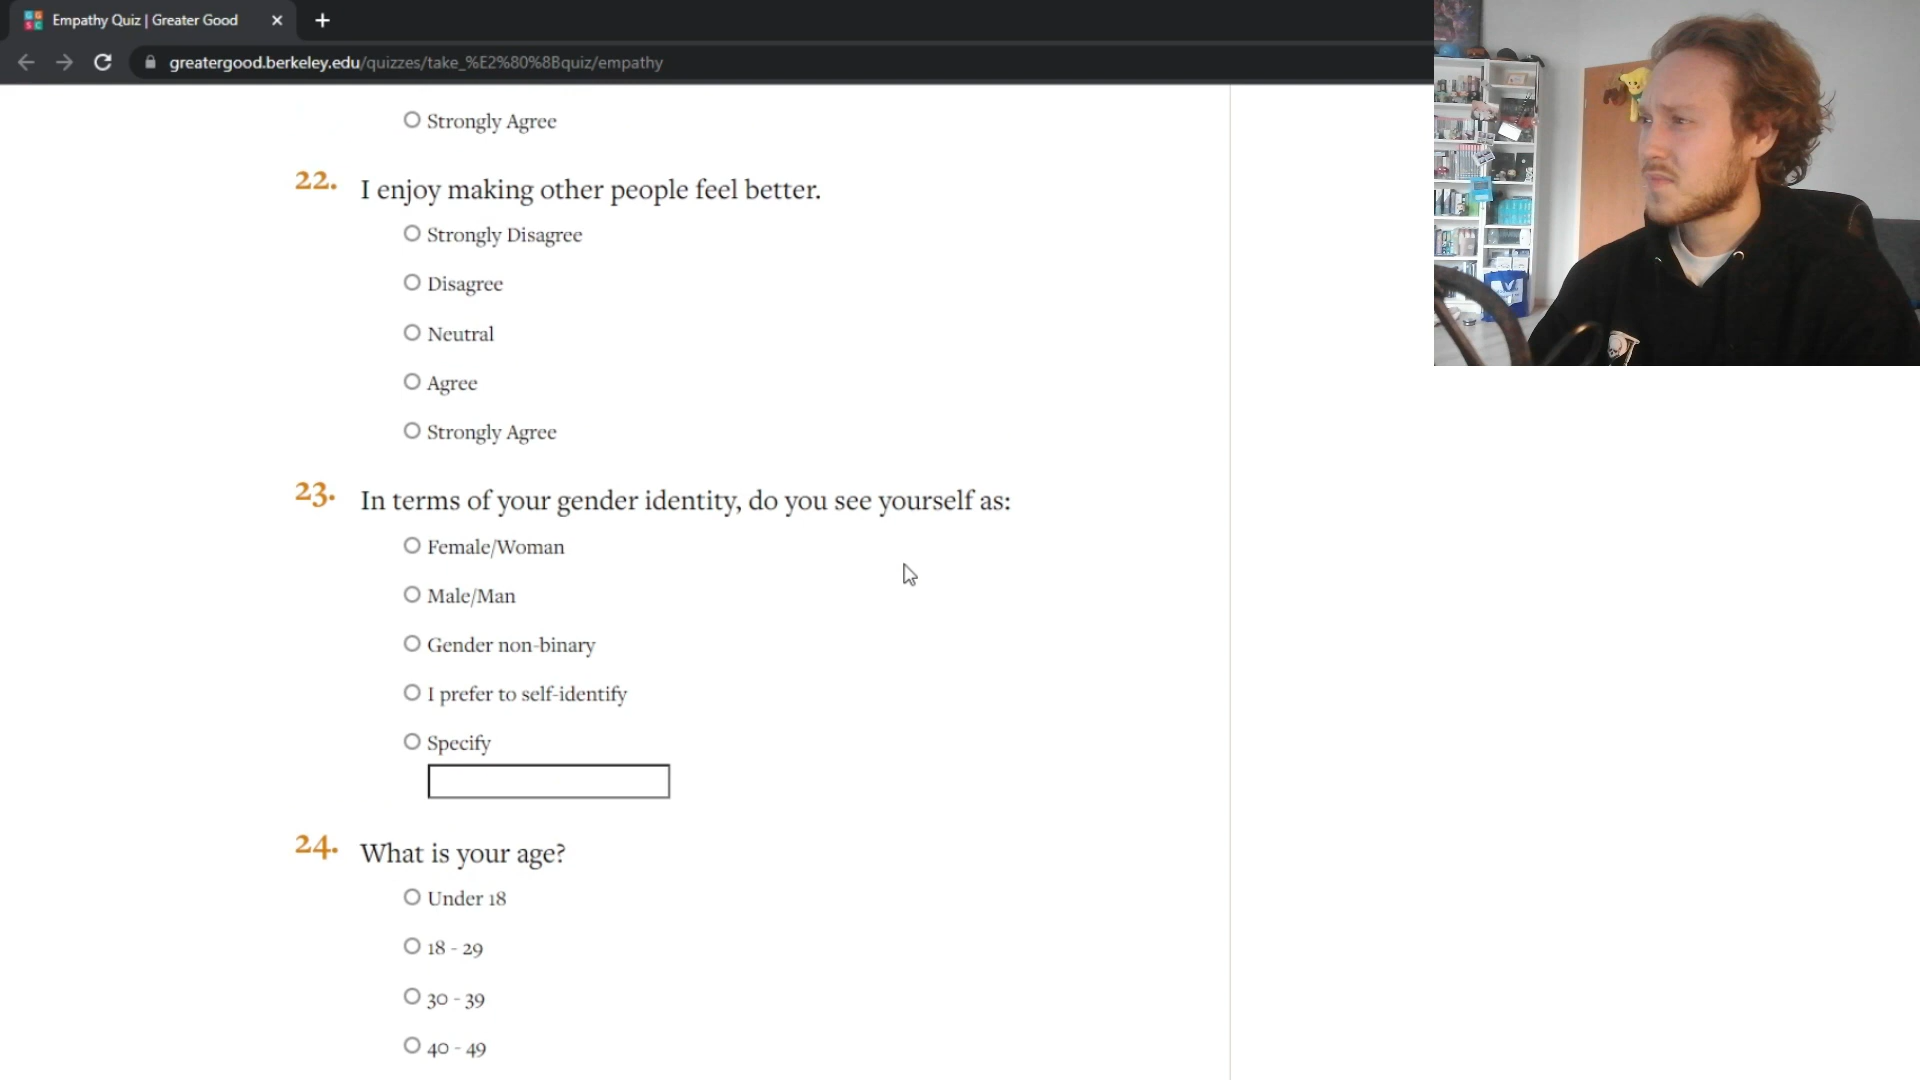 Empathy Quiz | Greater Good
greatergood.berkeley.edu/quizzes/take_%E2%80%8Bquiz/empathy
Strongly Agree
22. I enjoy making other people feel better.
Strongly Disagree
Disagree
Neutral
Agree
Strongly Agree
23. In terms of your gender identity, do you see yourself as:
Female/Woman
Male/Man
Gender non-binary
I prefer to self-identify
Specify
24. What is your age?
Under 18
18 - 29
30 - 39
40 - 49